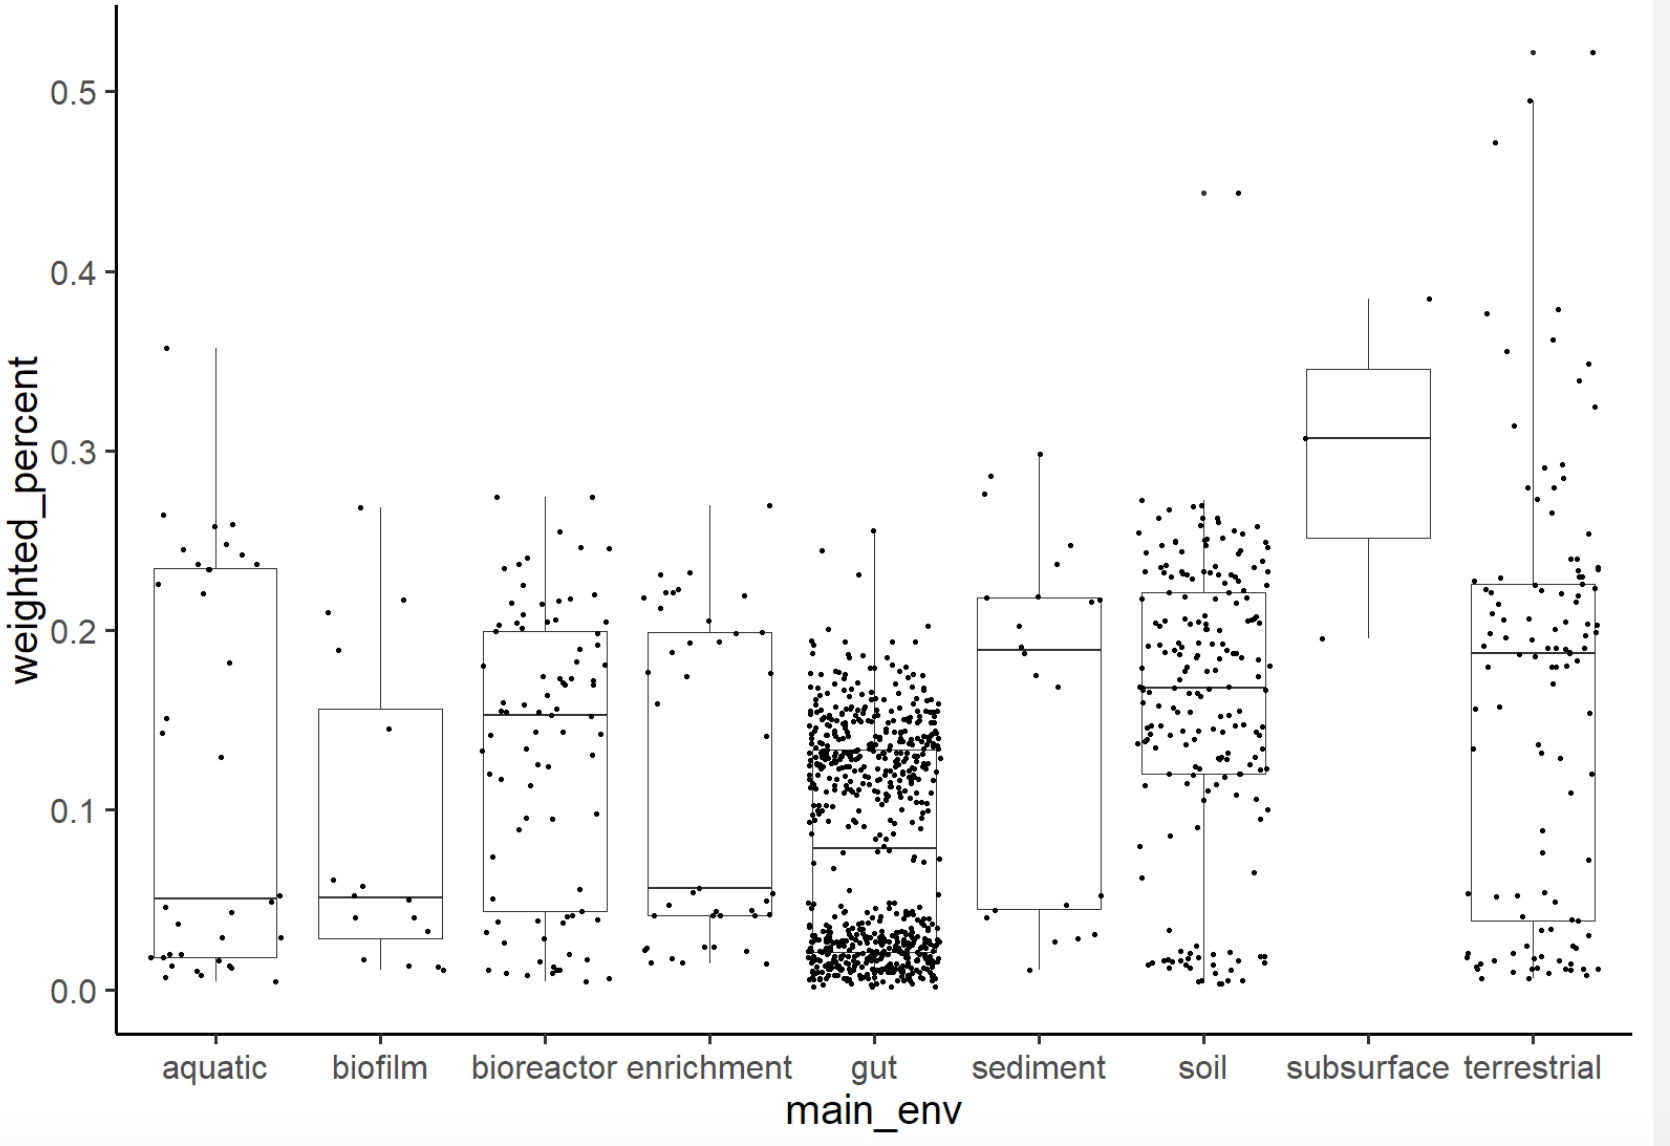 weighted_percent
0.5
0.4
0.3
0.2
0.1
0.0
aquatic biofilm bioreactor enrichment gut sediment soil subsurface terrestrial
main_env